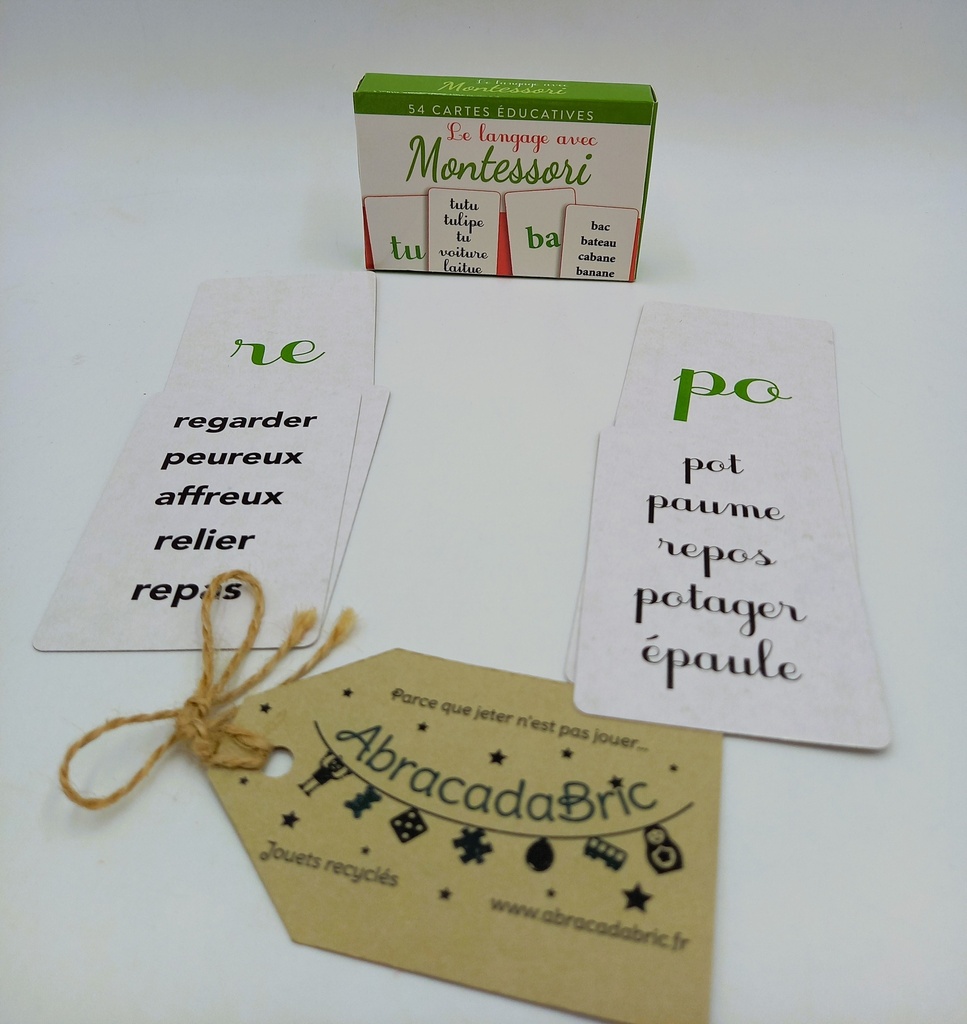 Le langage avec
Montessori
54 CARTES ÉDUCATIVES
Le langage avec
Montessori
tu
tutu
tulipe
tu
voiture
laitue
ba
bac
bateau
cabane
banane
re
regarder
peureux
affreux
relier
repas
po
pot
paume
repos
potager
épaule
Parce que jeter n'est pas jouer...
AbracadaBric
Jouets recyclés
www.abracadabric.fr